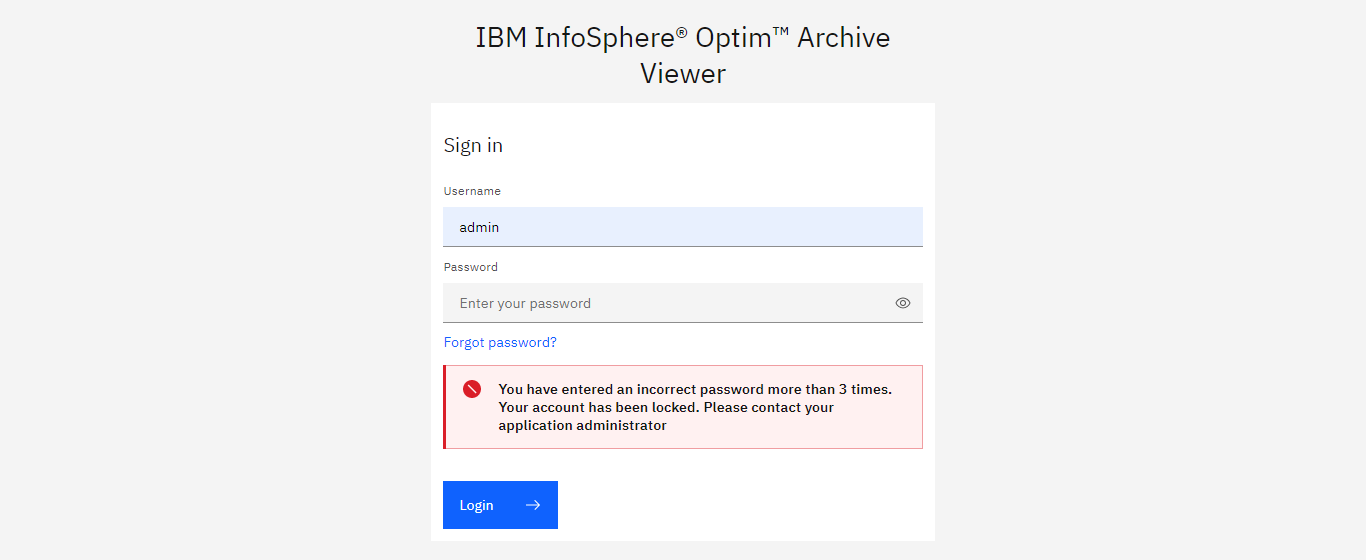 IBM InfoSphere® Optim™ Archive
Viewer
Sign in
Username
admin
Password
Enter your password
Forgot password?
You have entered an incorrect password more than 3 times.
Your account has been locked. Please contact your
application administrator
Login